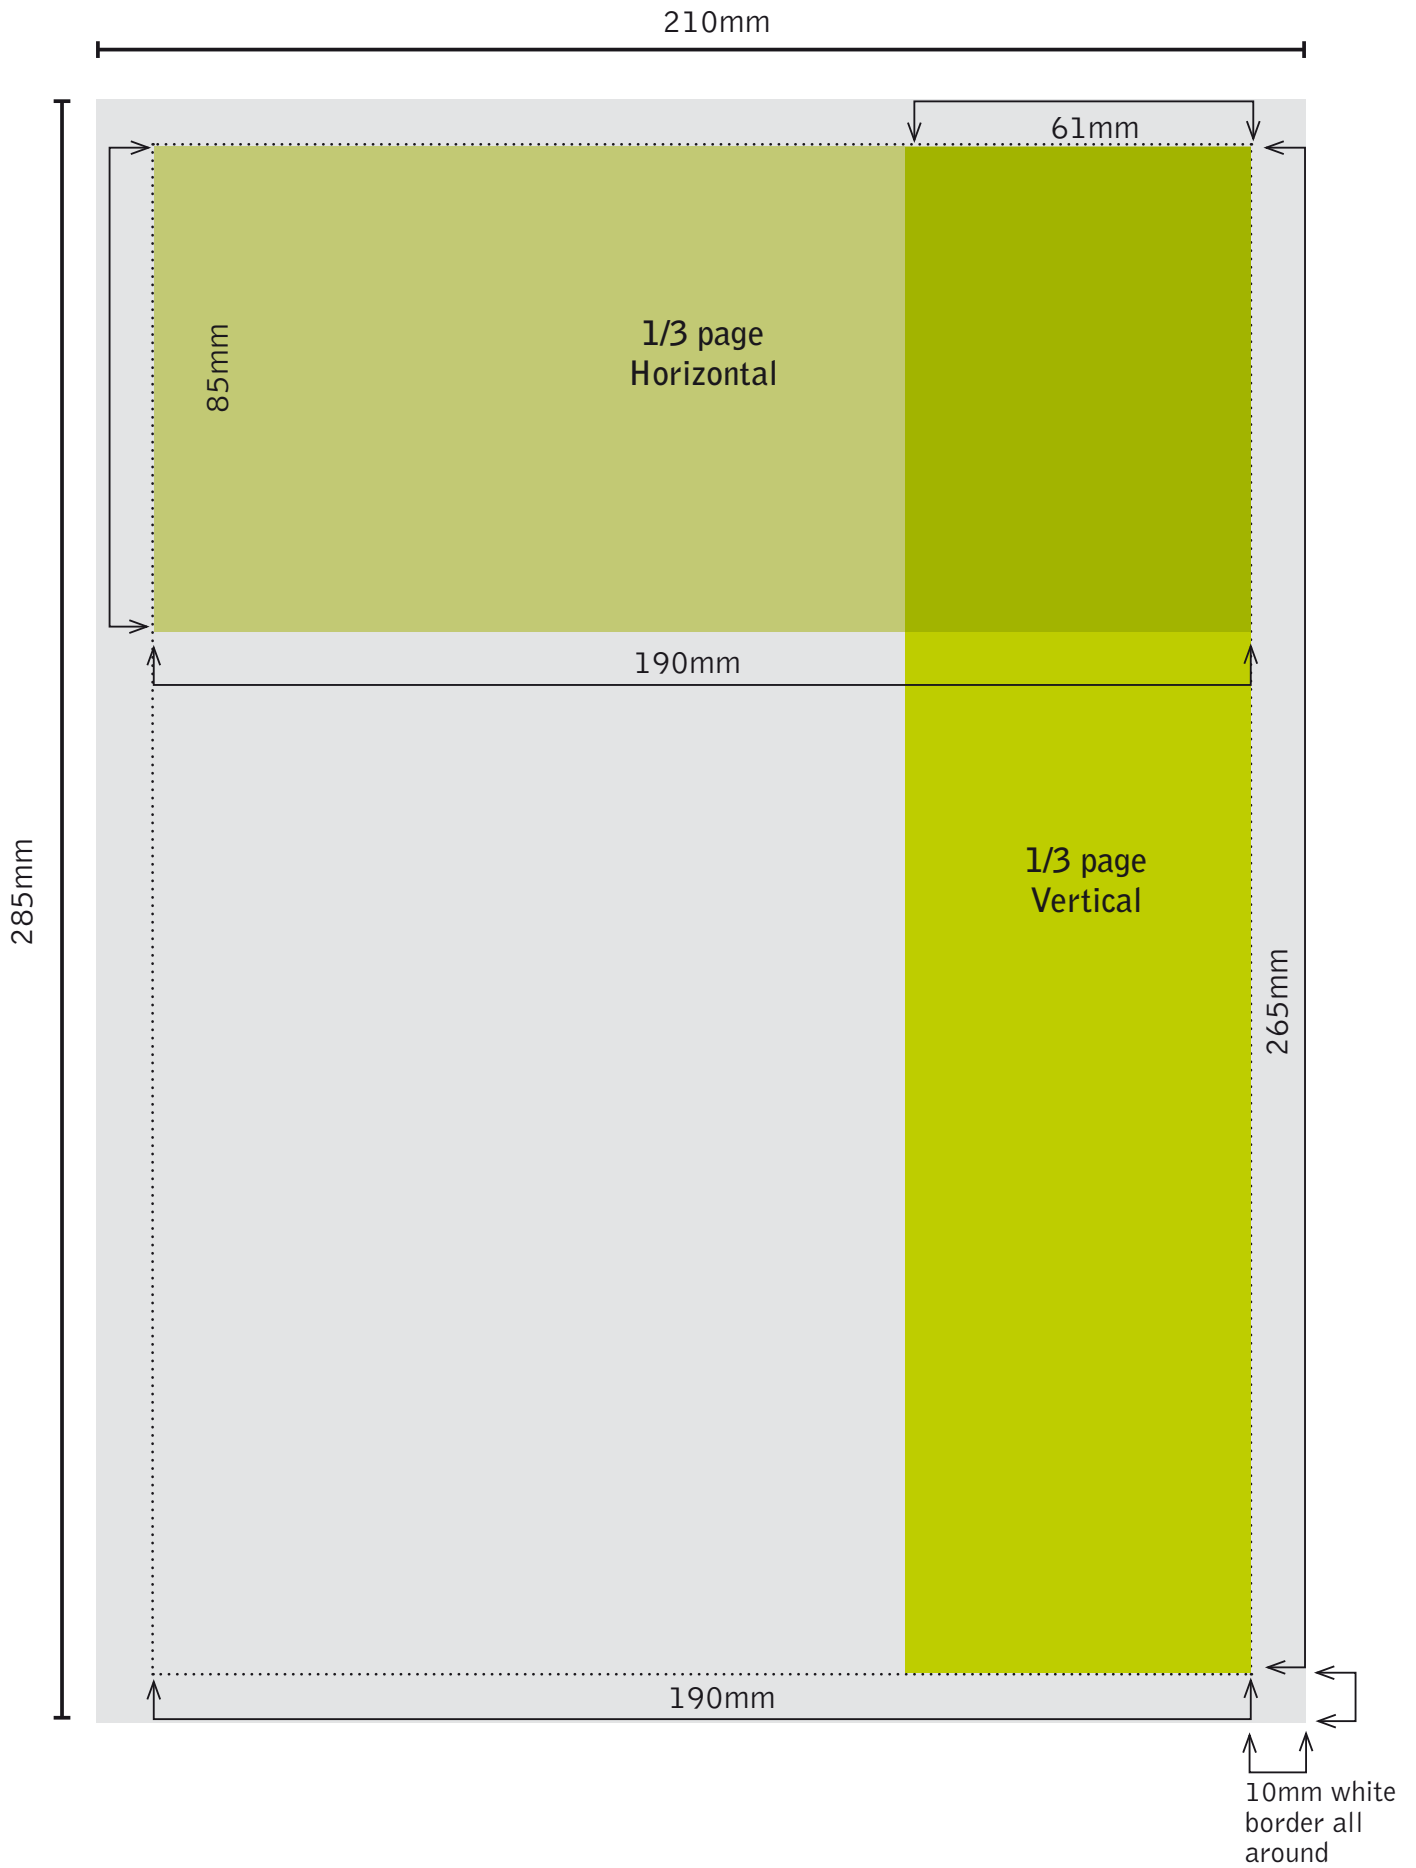 210mm
61mm
1/3 page
Horizontal
85mm
190mm
1/3 page
Vertical
285mm
265mm
190mm
10mm white
border all
around